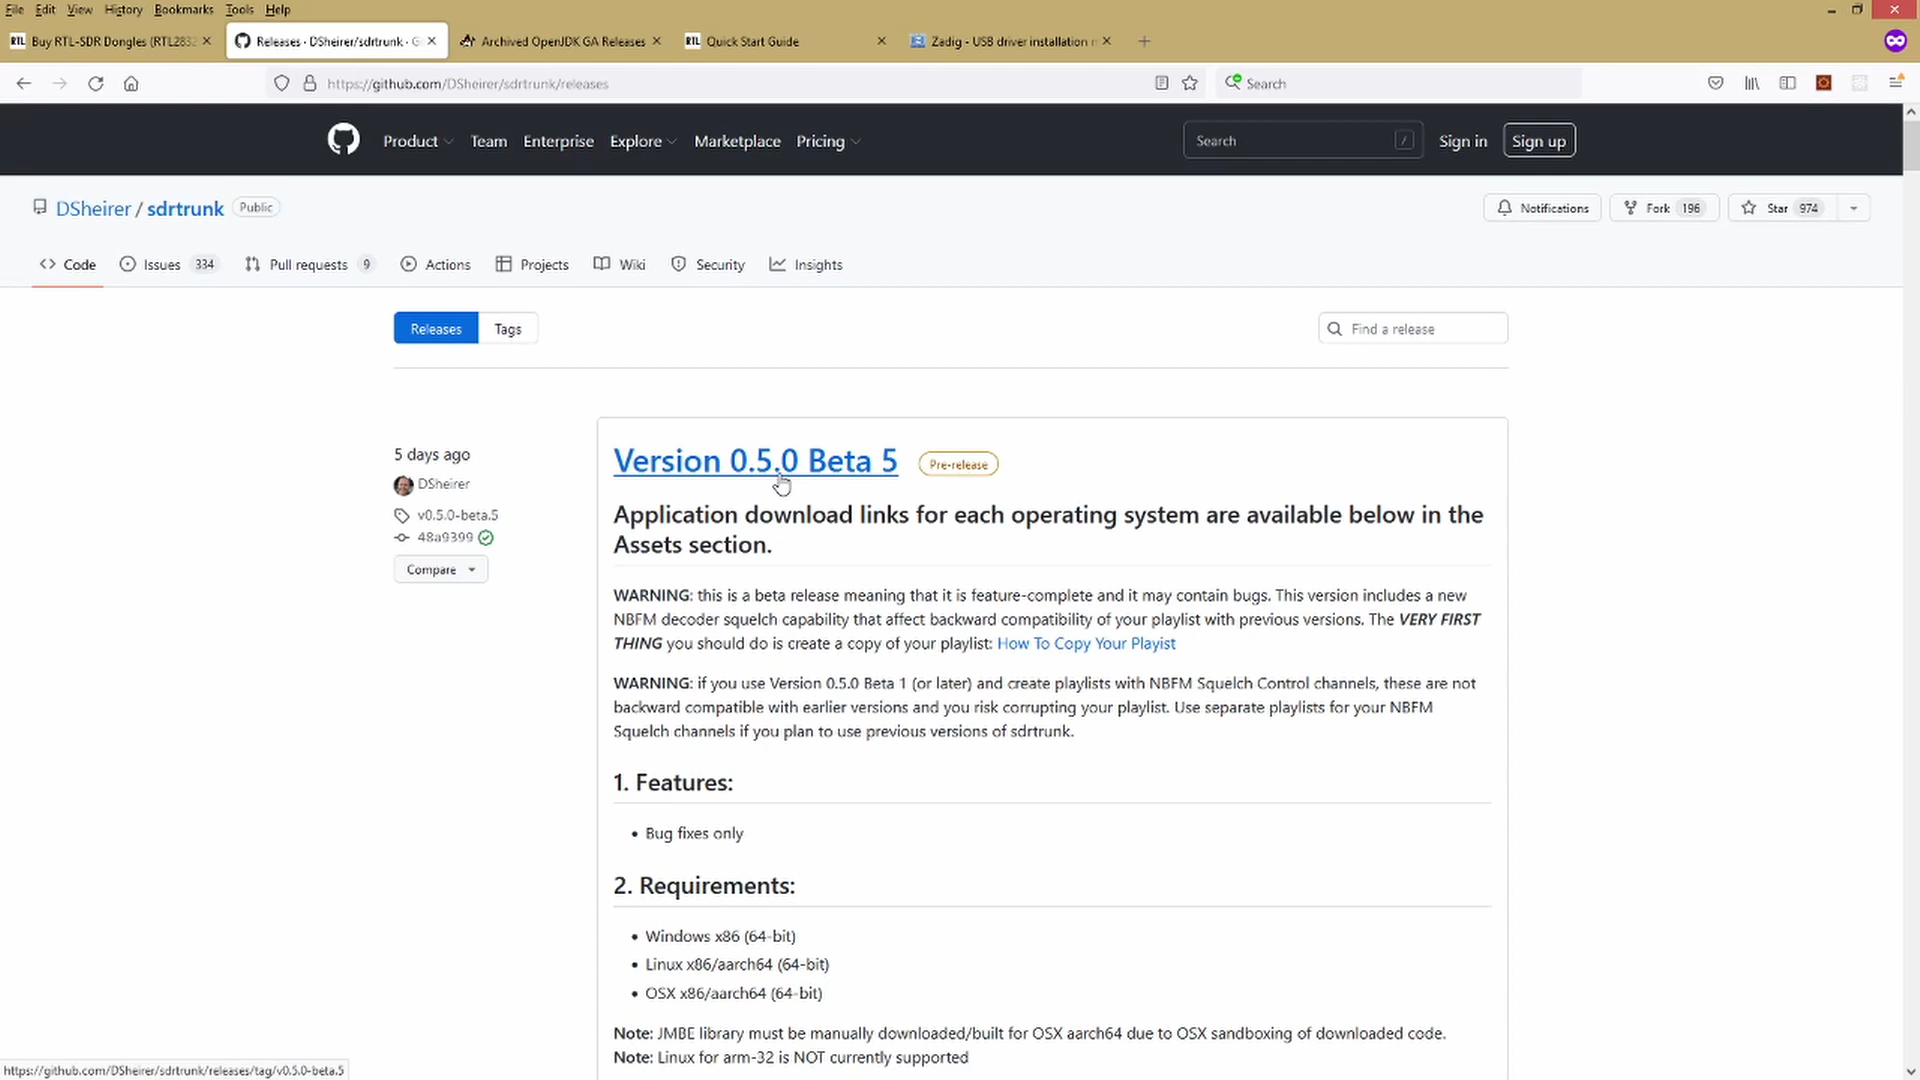 File Edit View History Bookmarks Tools Help
RTL Buy RTL-SDR Dongles (RTL2832
Releases · DSheirer/sdrtrunk · G
Archived OpenJDK GA Releases
RTL Quick Start Guide
Zadig - USB driver installation
https://github.com/DSheirer/sdrtrunk/releases
Search
Product Team Enterprise Explore Marketplace Pricing
Search /
Sign in Sign up
DSheirer / sdrtrunk Public
Notifications Fork 196 Star 974
Code Issues 334 Pull requests 9 Actions Projects Wiki Security Insights
Releases Tags
Find a release
5 days ago
DSheirer
v0.5.0-beta.5
48a9399
Compare
Version 0.5.0 Beta 5 Pre-release
Application download links for each operating system are available below in the
Assets section.
WARNING: this is a beta release meaning that it is feature-complete and it may contain bugs. This version includes a new
NBFM decoder squelch capability that affect backward compatibility of your playlist with previous versions. The VERY FIRST
THING you should do is create a copy of your playlist: How To Copy Your Playist
WARNING: if you use Version 0.5.0 Beta 1 (or later) and create playlists with NBFM Squelch Control channels, these are not
backward compatible with earlier versions and you risk corrupting your playlist. Use separate playlists for your NBFM
Squelch channels if you plan to use previous versions of sdrtrunk.
1. Features:
• Bug fixes only
2. Requirements:
• Windows x86 (64-bit)
• Linux x86/aarch64 (64-bit)
• OSX x86/aarch64 (64-bit)
Note: JMBE library must be manually downloaded/built for OSX aarch64 due to OSX sandboxing of downloaded code.
Note: Linux for arm-32 is NOT currently supported
https://github.com/DSheirer/sdrtrunk/releases/tag/v0.5.0-beta.5